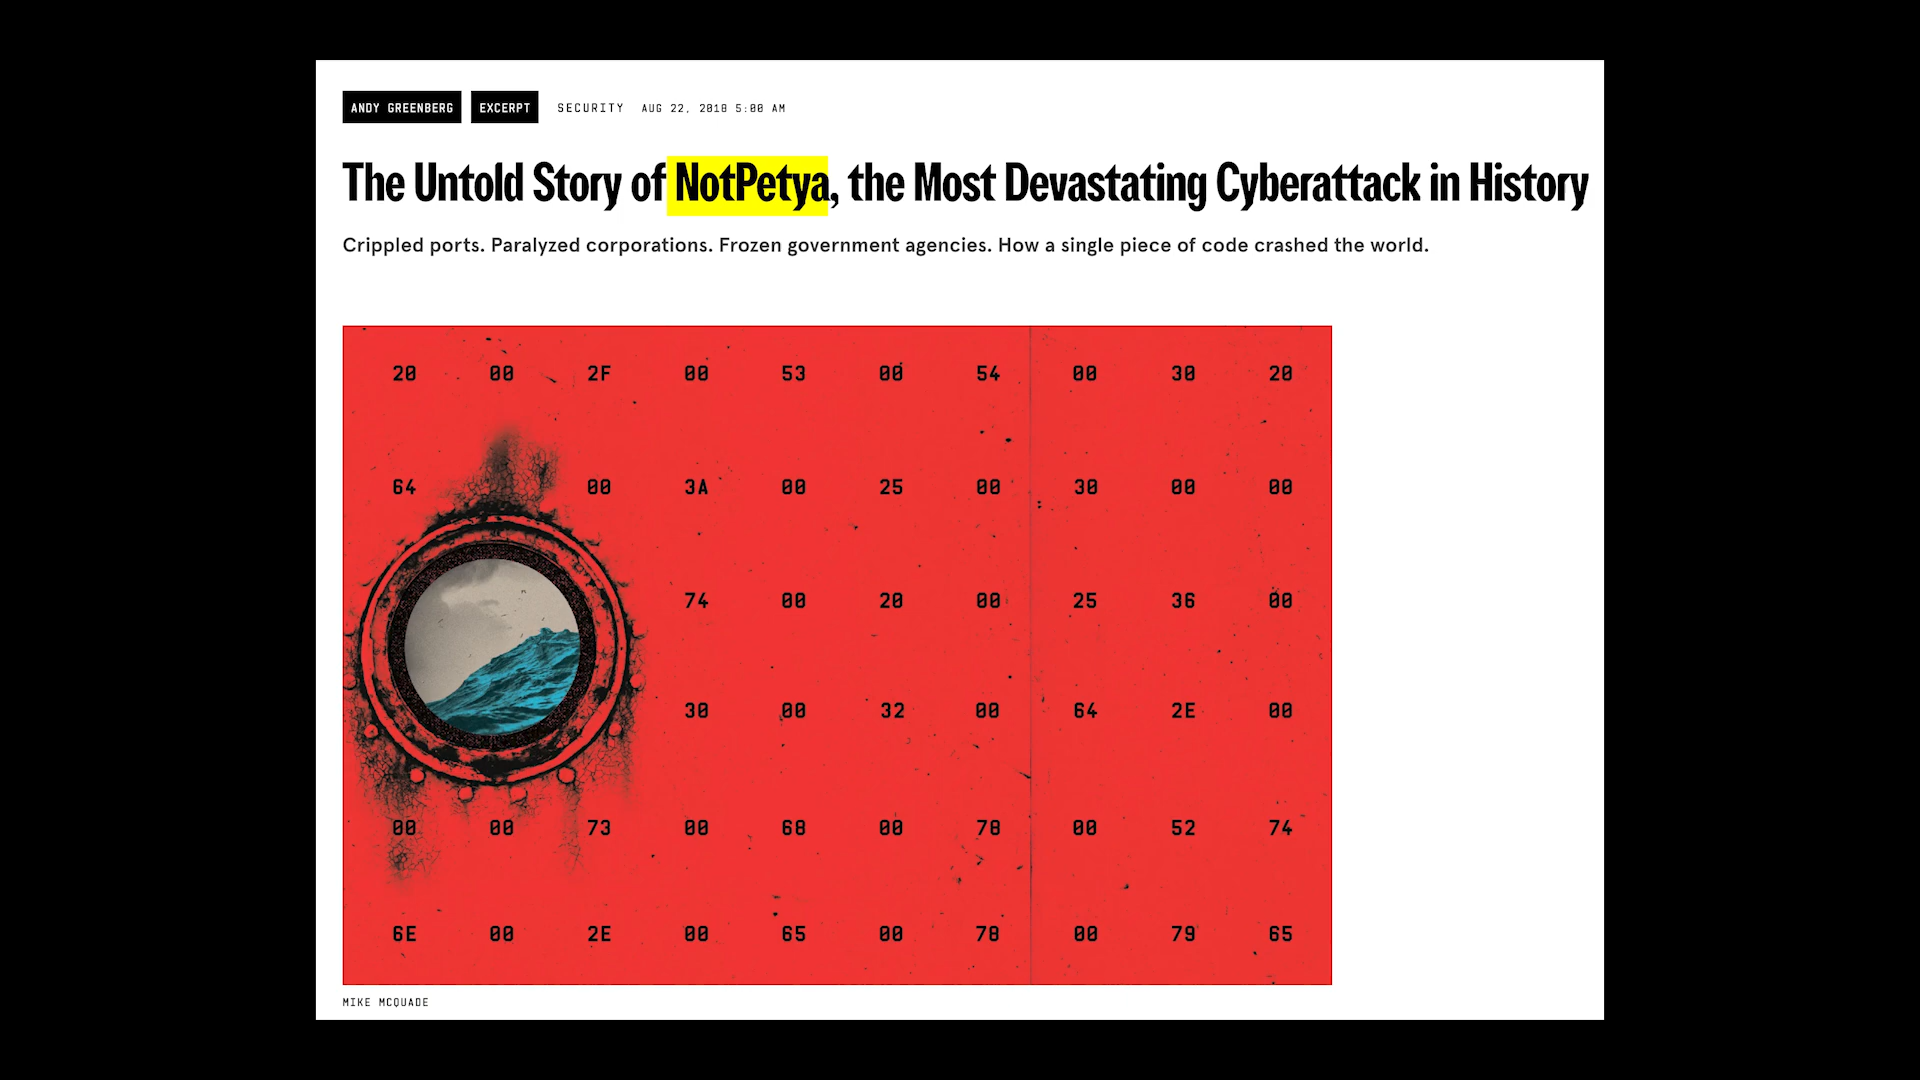 ANDY GREENBERG EXCERPT SECURITY AUG 22, 2018 5:00 AM
The Untold Story of NotPetya, the Most Devastating Cyberattack in History
Crippled ports. Paralyzed corporations. Frozen government agencies. How a single piece of code crashed the world.
20 00 2F 00 53 00 54 00 30 20
64 00 3A 00 25 00 30 00 00
74 00 20 00 25 36 00
30 00 32 00 64 2E 00
00 00 73 00 68 00 78 00 52 74
6E 00 2E 00 65 00 78 00 79 65
MIKE MCQUADE